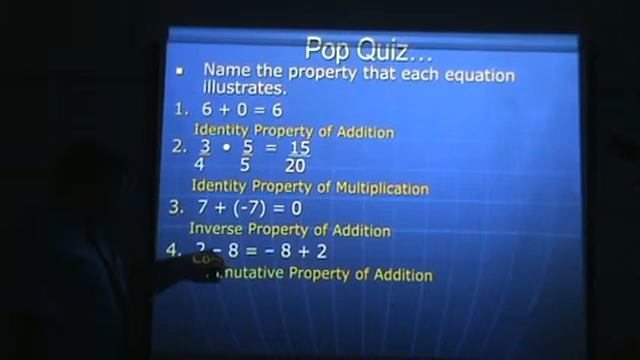 Pop Quiz...
Name the property that each equation
illustrates.
1. 6 + 0 = 6
Identity Property of Addition
2. 3/4 • 5/5 = 15/20
Identity Property of Multiplication
3. 7 + (-7) = 0
Inverse Property of Addition
4. 2 – 8 = – 8 + 2
Commutative Property of Addition